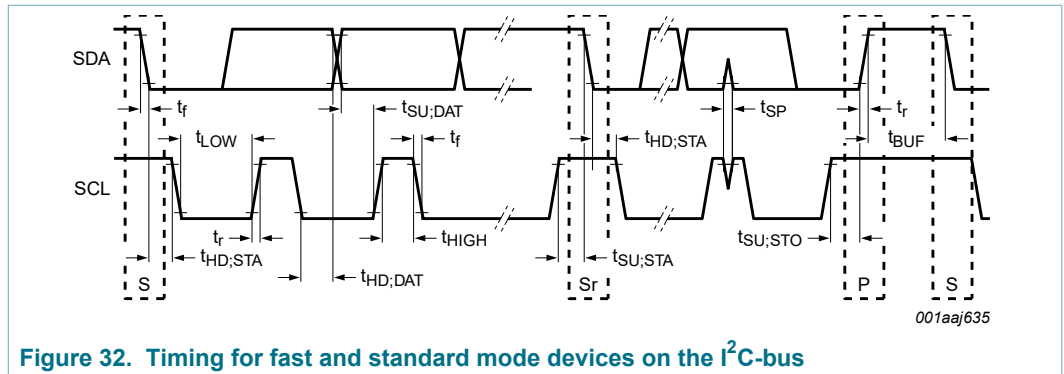 SDA
t_f
t_SU;DAT
t_SP
t_r
t_LOW
t_f
t_HD;STA
t_BUF
SCL
t_r
t_HIGH
t_SU;STO
t_HD;STA
t_HD;DAT
t_SU;STA
S
Sr
P
S
001aaj635
Figure 32. Timing for fast and standard mode devices on the I²C-bus